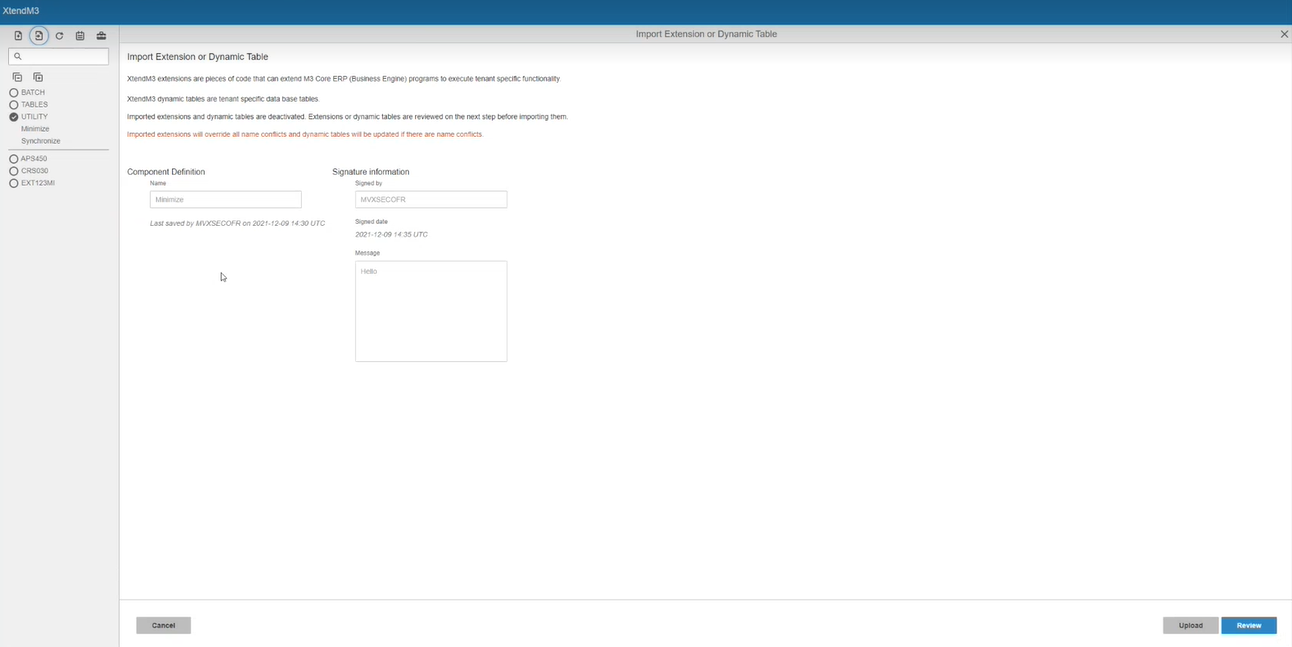 XtendM3
Import Extension or Dynamic Table
Import Extension or Dynamic Table
XtendM3 extensions are pieces of code that can extend M3 Core ERP (Business Engine) programs to execute tenant specific functionality.
XtendM3 dynamic tables are tenant specific data base tables.
Imported extensions and dynamic tables are deactivated. Extensions or dynamic tables are reviewed on the next step before importing them.
Imported extensions will override all name conflicts and dynamic tables will be updated if there are name conflicts.
BATCH
TABLES
UTILITY
Minimize
Synchronize
APS450
CRS030
EXT123MI
Component Definition
Name
Minimize
Last saved by MVXSECOFR on 2021-12-09 14:30 UTC
Signature information
Signed by
MVXSECOFR
Signed date
2021-12-09 14:35 UTC
Message
Hello
Cancel
Upload
Review